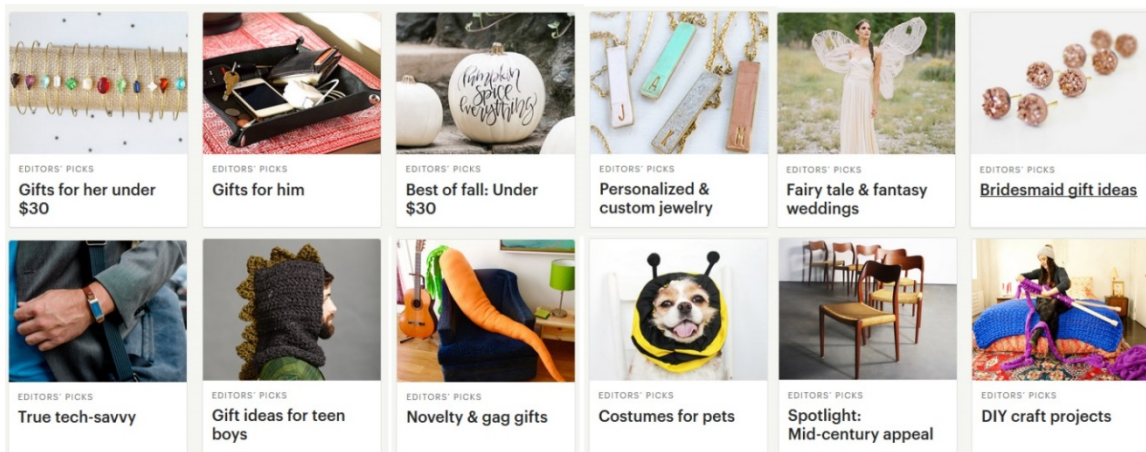 Pumpkin
spice
everything
J
A
H
EDITORS' PICKS
Gifts for her under
$30
EDITORS' PICKS
Gifts for him
EDITORS' PICKS
Best of fall: Under
$30
EDITORS' PICKS
Personalized &
custom jewelry
EDITORS' PICKS
Fairy tale & fantasy
weddings
EDITORS' PICKS
Bridesmaid gift ideas
EDITORS' PICKS
True tech-savvy
EDITORS' PICKS
Gift ideas for teen
boys
EDITORS' PICKS
Novelty & gag gifts
EDITORS' PICKS
Costumes for pets
EDITORS' PICKS
Spotlight:
Mid-century appeal
EDITORS' PICKS
DIY craft projects